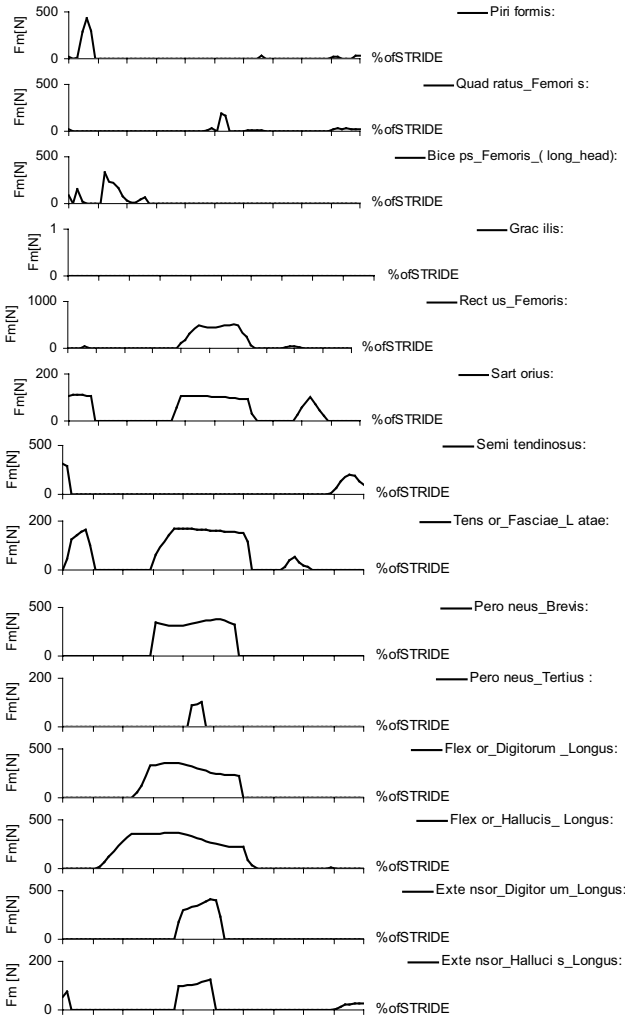 500
Fm[N]
0
%ofSTRIDE
Piri formis:
500
Fm[N]
0
%ofSTRIDE
Quad ratus_Femori s:
500
Fm[N]
0
%ofSTRIDE
Bice ps_Femoris_( long_head):
1
Fm[N]
0
%ofSTRIDE
Grac ilis:
1000
Fm[N]
0
%ofSTRIDE
Rect us_Femoris:
200
Fm[N]
0
%ofSTRIDE
Sart orius:
500
Fm[N]
0
%ofSTRIDE
Semi tendinosus:
200
Fm[N]
0
%ofSTRIDE
Tens or_Fasciae_L atae:
500
Fm[N]
0
%ofSTRIDE
Pero neus_Brevis:
200
Fm[N]
0
%ofSTRIDE
Pero neus_Tertius :
500
Fm[N]
0
%ofSTRIDE
Flex or_Digitorum _Longus:
500
Fm[N]
0
%ofSTRIDE
Flex or_Hallucis_ Longus:
500
Fm[N]
0
%ofSTRIDE
Exte nsor_Digitor um_Longus:
200
Fm [N]
0
%ofSTRIDE
Exte nsor_Halluci s_Longus: